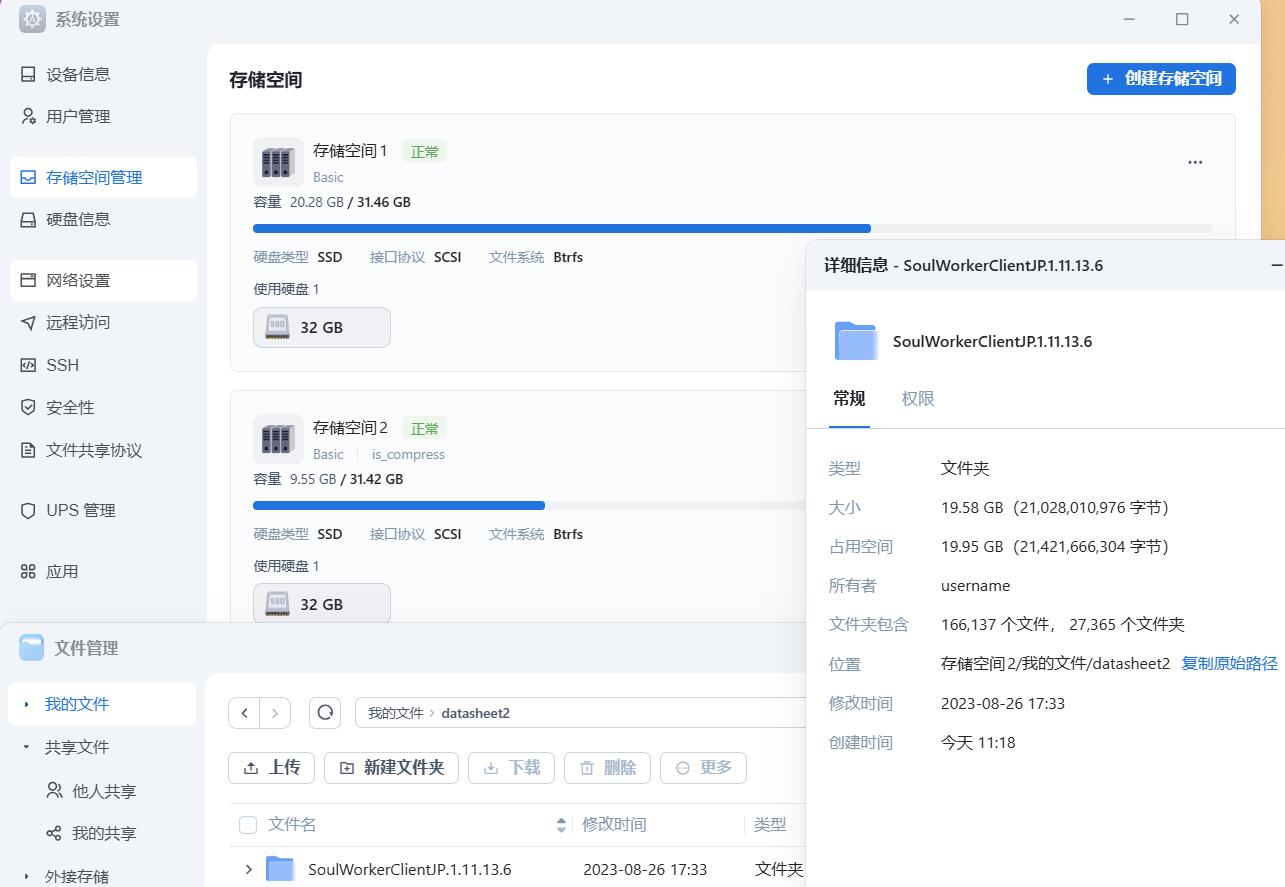 系统设置
设备信息
用户管理
存储空间管理
硬盘信息
网络设置
远程访问
SSH
安全性
文件共享协议
UPS 管理
应用
存储空间
+ 创建存储空间
存储空间 1 正常
Basic
容量 20.28 GB / 31.46 GB
硬盘类型 SSD 接口协议 SCSI 文件系统 Btrfs
使用硬盘 1
SSD 32 GB
存储空间 2 正常
Basic is_compress
容量 9.55 GB / 31.42 GB
硬盘类型 SSD 接口协议 SCSI 文件系统 Btrfs
使用硬盘 1
SSD 32 GB
详细信息 - SoulWorkerClientJP.1.11.13.6
SoulWorkerClientJP.1.11.13.6
常规 权限
类型 文件夹
大小 19.58 GB（21,028,010,976 字节）
占用空间 19.95 GB（21,421,666,304 字节）
所有者 username
文件夹包含 166,137 个文件， 27,365 个文件夹
位置 存储空间 2/我的文件/datasheet2 复制原始路径
修改时间 2023-08-26 17:33
创建时间 今天 11:18
文件管理
我的文件
共享文件
他人共享
我的共享
外接存储
我的文件 > datasheet2
上传 新建文件夹 下载 删除 更多
文件名 修改时间 类型
SoulWorkerClientJP.1.11.13.6 2023-08-26 17:33 文件夹